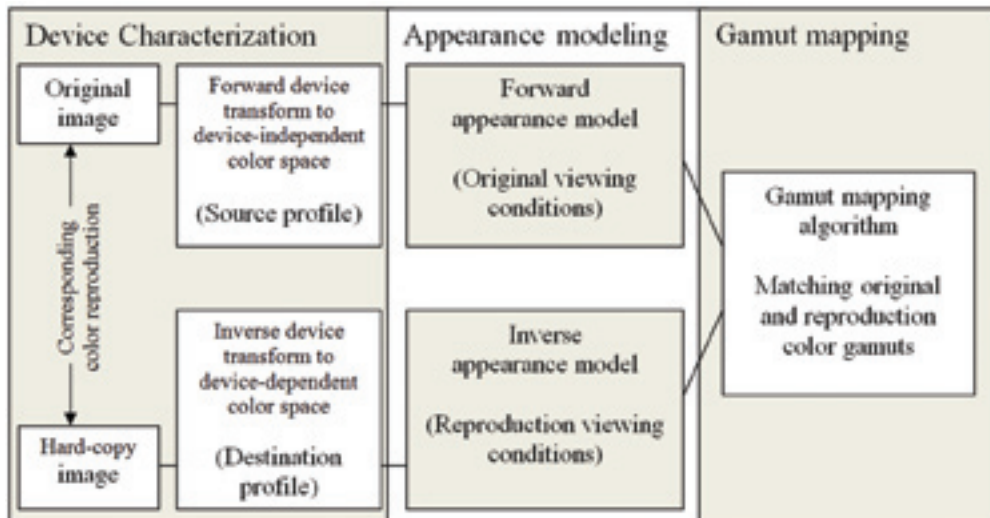 Device Characterization
Appearance modeling
Gamut mapping
Original
image
Forward device
transform to
device-independent
color space
(Source profile)
Forward
appearance model
(Original viewing
conditions)
Gamut mapping
algorithm
Matching original
and reproduction
color gamuts
Corresponding
color reproduction
Inverse device
transform to
device-dependent
color space
(Destination
profile)
Inverse
appearance model
(Reproduction viewing
conditions)
Hard-copy
image